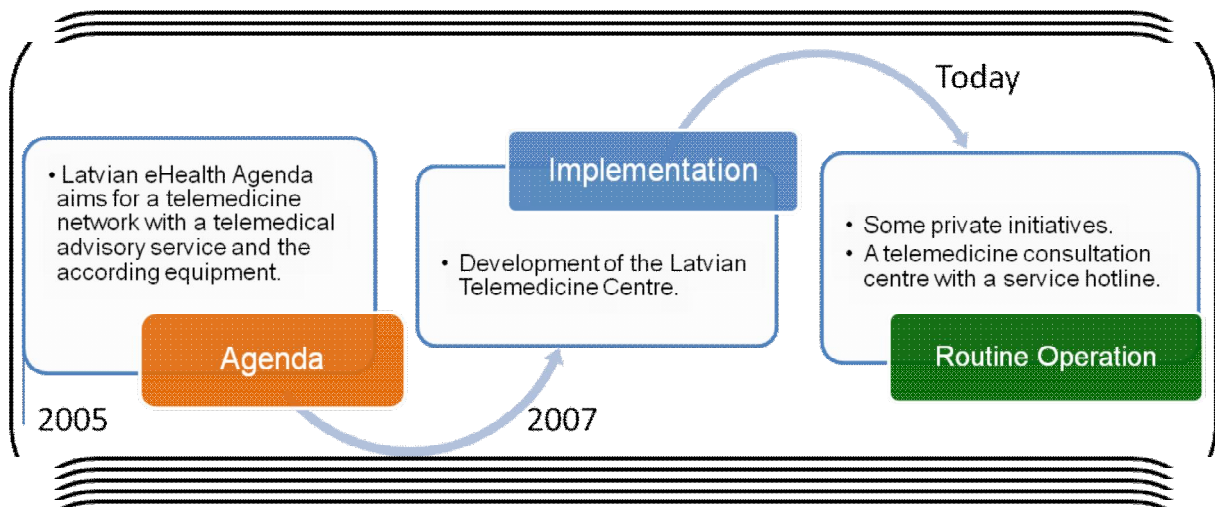 • Latvian eHealth Agenda
aims for a telemedicine
network with a telemedical
advisory service and the
according equipment.
Agenda
2005
Implementation
• Development of the Latvian
Telemedicine Centre.
2007
Today
• Some private initiatives.
• A telemedicine consultation
centre with a service hotline.
Routine Operation